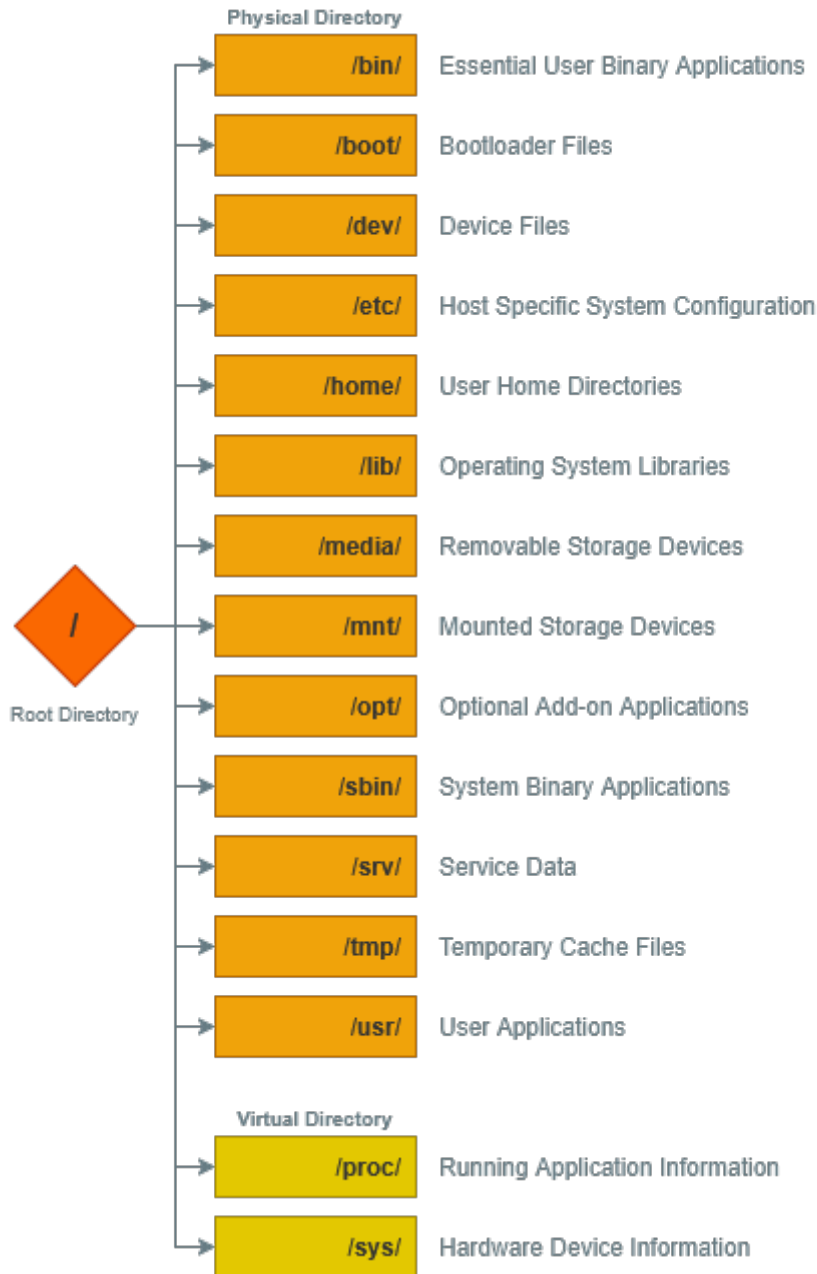 Physical Directory
/bin/ Essential User Binary Applications
/boot/ Bootloader Files
/dev/ Device Files
/etc/ Host Specific System Configuration
/home/ User Home Directories
/lib/ Operating System Libraries
/media/ Removable Storage Devices
/ /mnt/ Mounted Storage Devices
Root Directory /opt/ Optional Add-on Applications
/sbin/ System Binary Applications
/srv/ Service Data
/tmp/ Temporary Cache Files
/usr/ User Applications
Virtual Directory
/proc/ Running Application Information
/sys/ Hardware Device Information